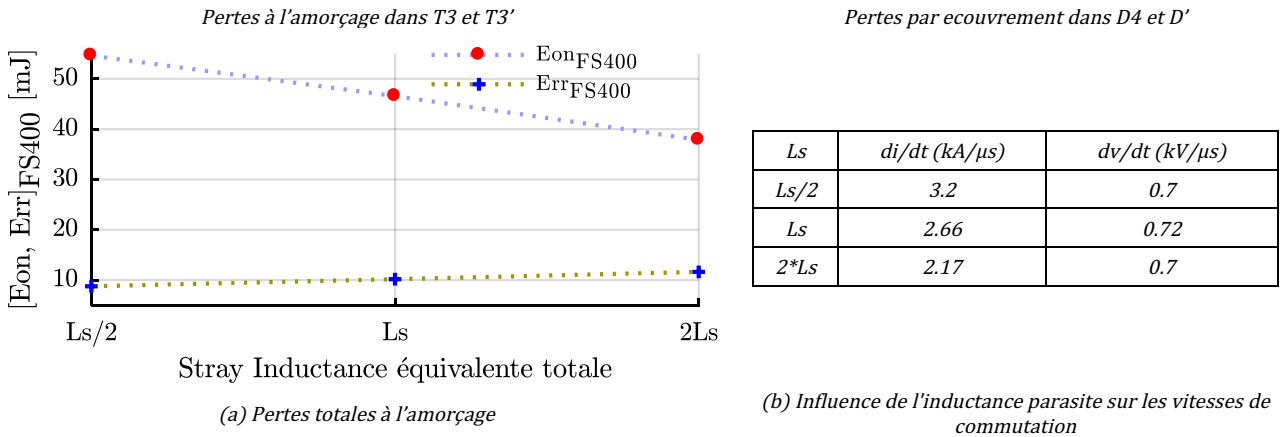 Pertes à l'amorçage dans T3 et T3'
Pertes par ecouvrement dans D4 et D'
[Eon, Err]FS400 [mJ]
50
40
30
20
10
EonFS400
ErrFS400
Ls/2 Ls 2Ls
Stray Inductance équivalente totale
(a) Pertes totales à l'amorçage
Ls di/dt (kA/μs) dv/dt (kV/μs)
Ls/2 3.2 0.7
Ls 2.66 0.72
2*Ls 2.17 0.7
(b) Influence de l'inductance parasite sur les vitesses de
commutation